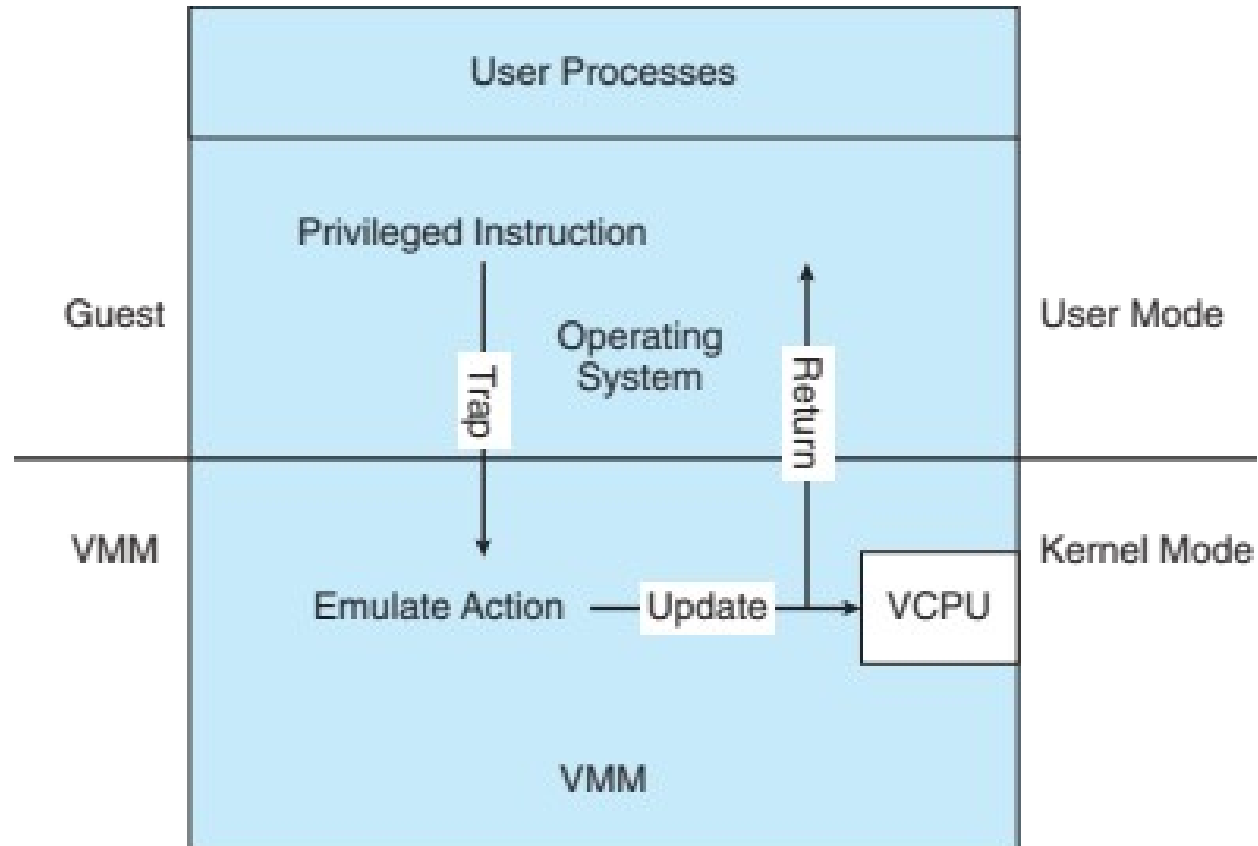 User Processes
Privileged Instruction
Guest
User Mode
Operating
System
Trap
Return
VMM
Kernel Mode
Emulate Action
Update
VCPU
VMM